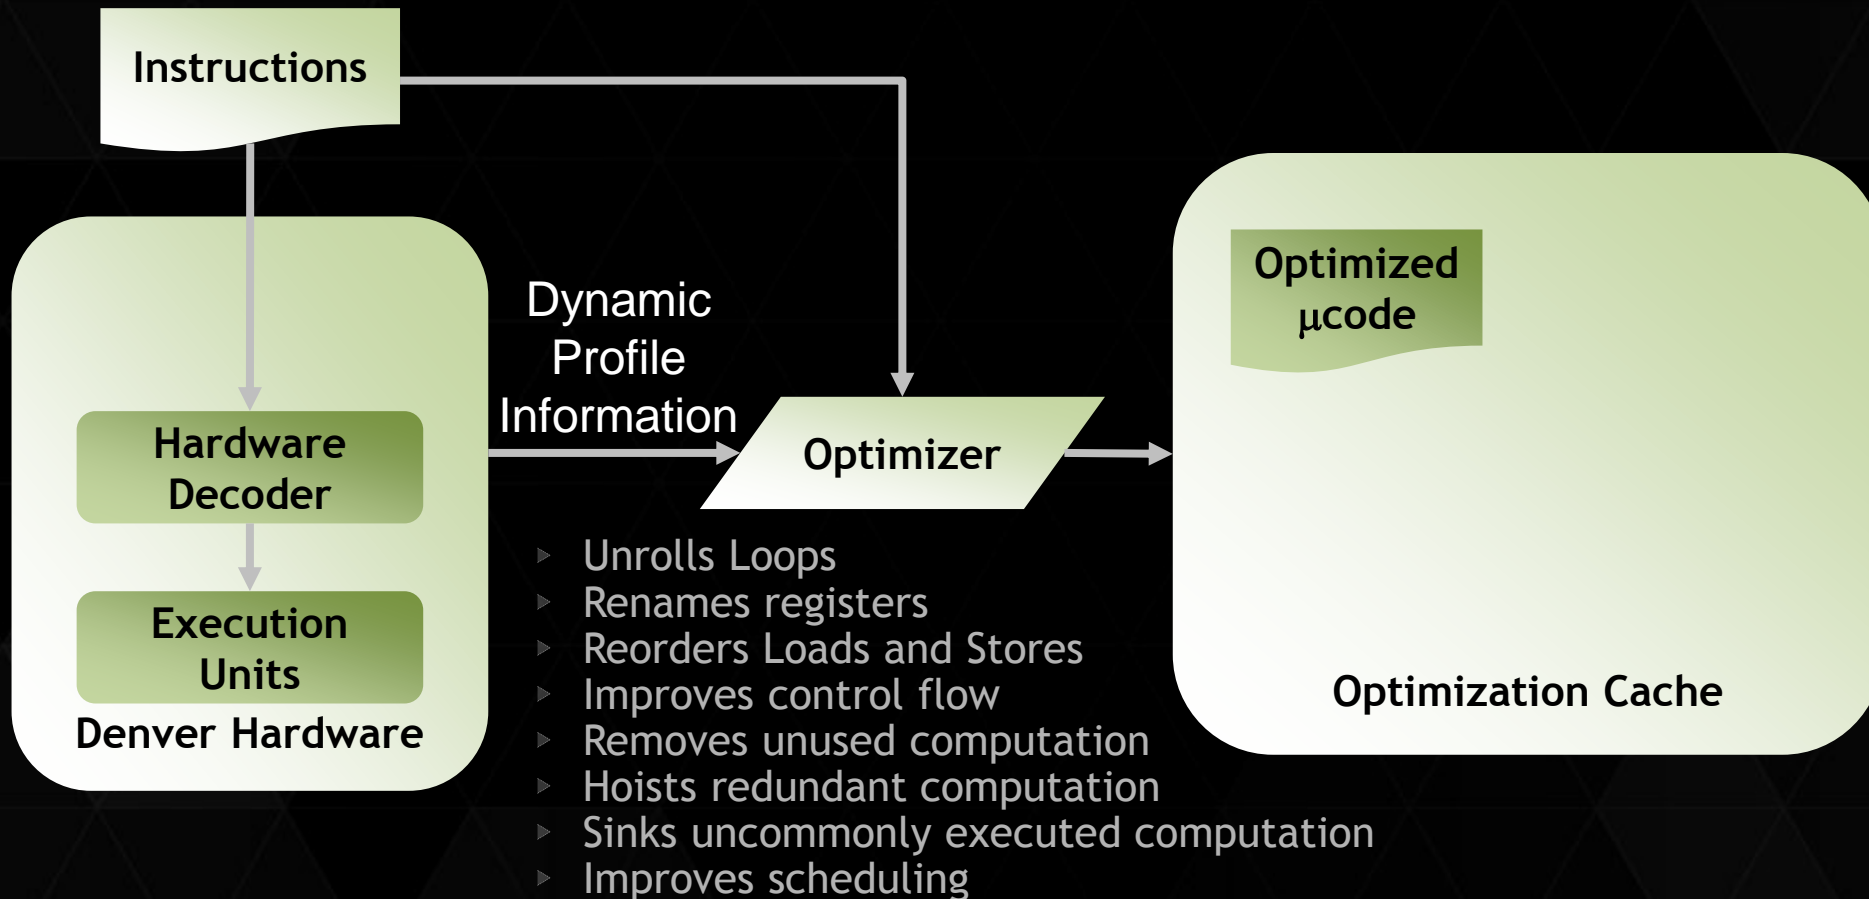 Instructions
Hardware
Decoder
Execution
Units
Denver Hardware
Dynamic
Profile
Information
Optimizer
Unrolls Loops
Renames registers
Reorders Loads and Stores
Improves control flow
Removes unused computation
Hoists redundant computation
Sinks uncommonly executed computation
Improves scheduling
Optimized
µcode
Optimization Cache